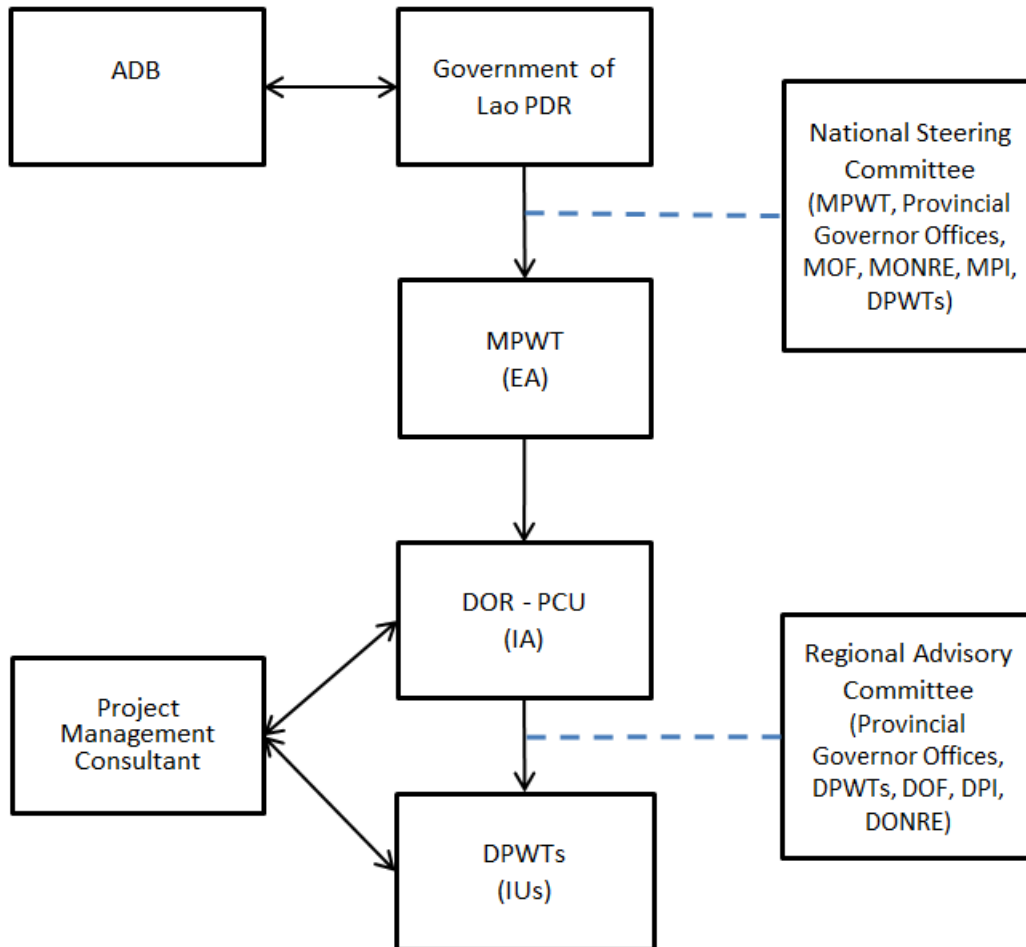 ADB
Government of
Lao PDR
National Steering
Committee
(MPWT, Provincial
Governor Offices,
MOF, MONRE, MPI,
DPWTs)
MPWT
(EA)
DOR - PCU
(IA)
Project
Management
Consultant
Regional Advisory
Committee
(Provincial
Governor Offices,
DPWTs, DOF, DPI,
DONRE)
DPWTs
(IUs)